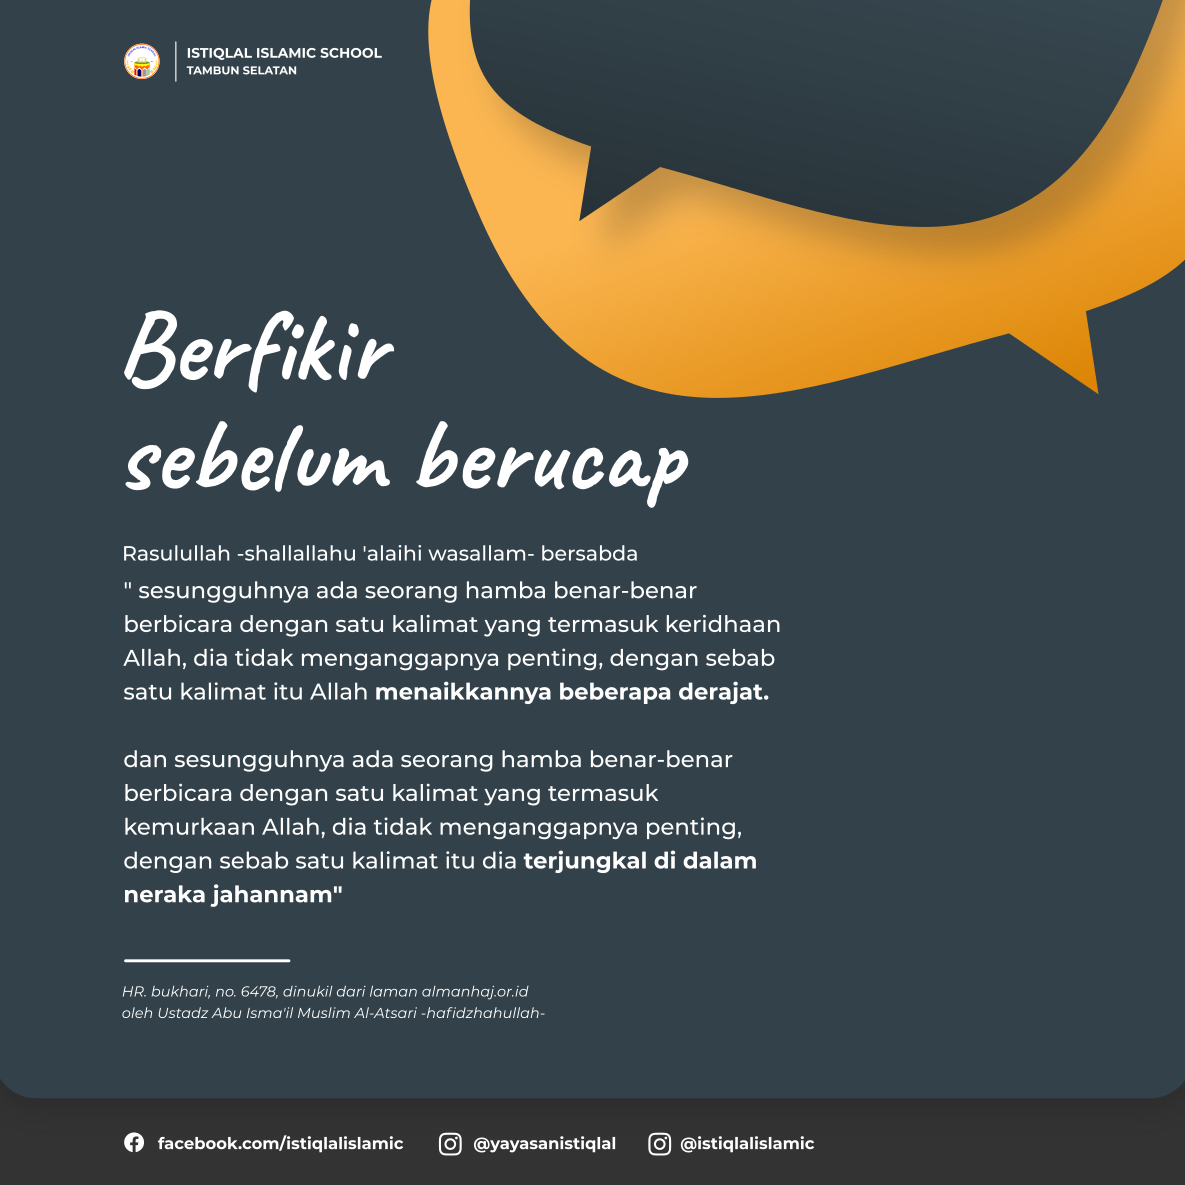 ISTIQLAL ISLAMIC SCHOOL
TAMBUN SELATAN
Berfikir
sebelum berucap
Rasulullah -shallallahu 'alaihi wasallam- bersabda
" sesungguhnya ada seorang hamba benar-benar
berbicara dengan satu kalimat yang termasuk keridhaan
Allah, dia tidak menganggapnya penting, dengan sebab
satu kalimat itu Allah menaikkannya beberapa derajat.
dan sesungguhnya ada seorang hamba benar-benar
berbicara dengan satu kalimat yang termasuk
kemurkaan Allah, dia tidak menganggapnya penting,
dengan sebab satu kalimat itu dia terjungkal di dalam
neraka jahannam"
HR. bukhari, no. 6478, dinukil dari laman almanhaj.or.id
oleh Ustadz Abu Isma'il Muslim Al-Atsari -hafidzhahullah-
facebook.com/istiqlalislamic @yayasanistiqlal @istiqlalislamic